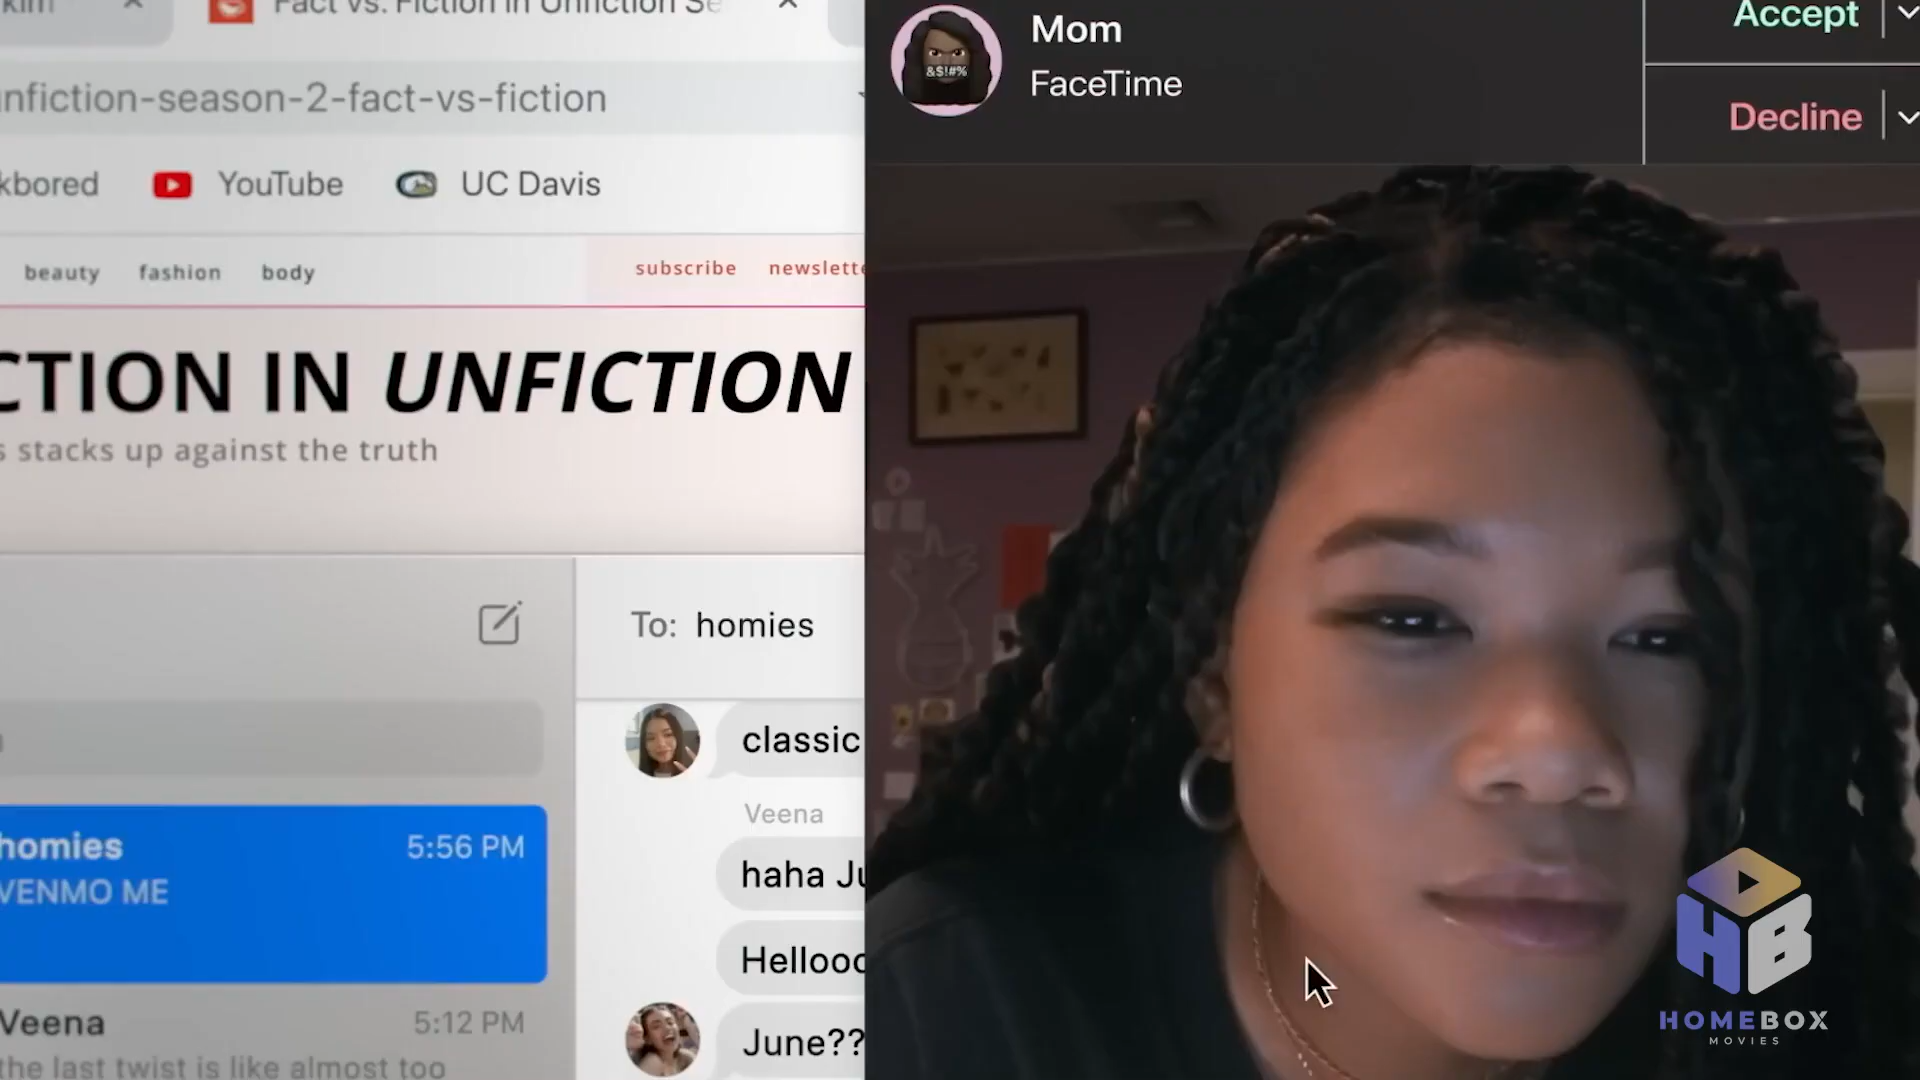 Fact vs. Fiction in Unfiction Se
nfiction-season-2-fact-vs-fiction
kbored
YouTube
UC Davis
beauty
fashion
body
subscribe
newslette
CTION IN UNFICTION
s stacks up against the truth
To: homies
classic
Veena
haha Ju
Hellooo
June??
homies
5:56 PM
VENMO ME
Veena
5:12 PM
the last twist is like almost too
Mom
FaceTime
Accept
Decline
&$!#%
HB
HOMEBOX
MOVIES